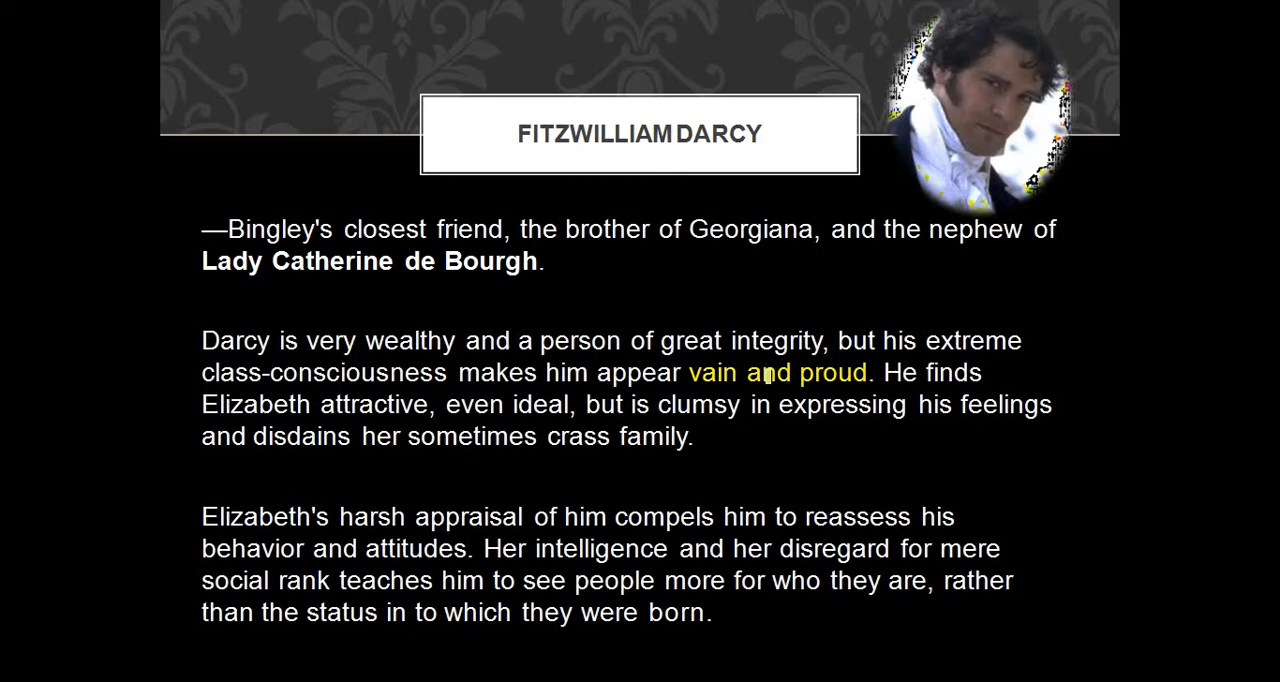 FITZWILLIAM DARCY
—Bingley's closest friend, the brother of Georgiana, and the nephew of
Lady Catherine de Bourgh.
Darcy is very wealthy and a person of great integrity, but his extreme
class-consciousness makes him appear vain and proud. He finds
Elizabeth attractive, even ideal, but is clumsy in expressing his feelings
and disdains her sometimes crass family.
Elizabeth's harsh appraisal of him compels him to reassess his
behavior and attitudes. Her intelligence and her disregard for mere
social rank teaches him to see people more for who they are, rather
than the status in to which they were born.